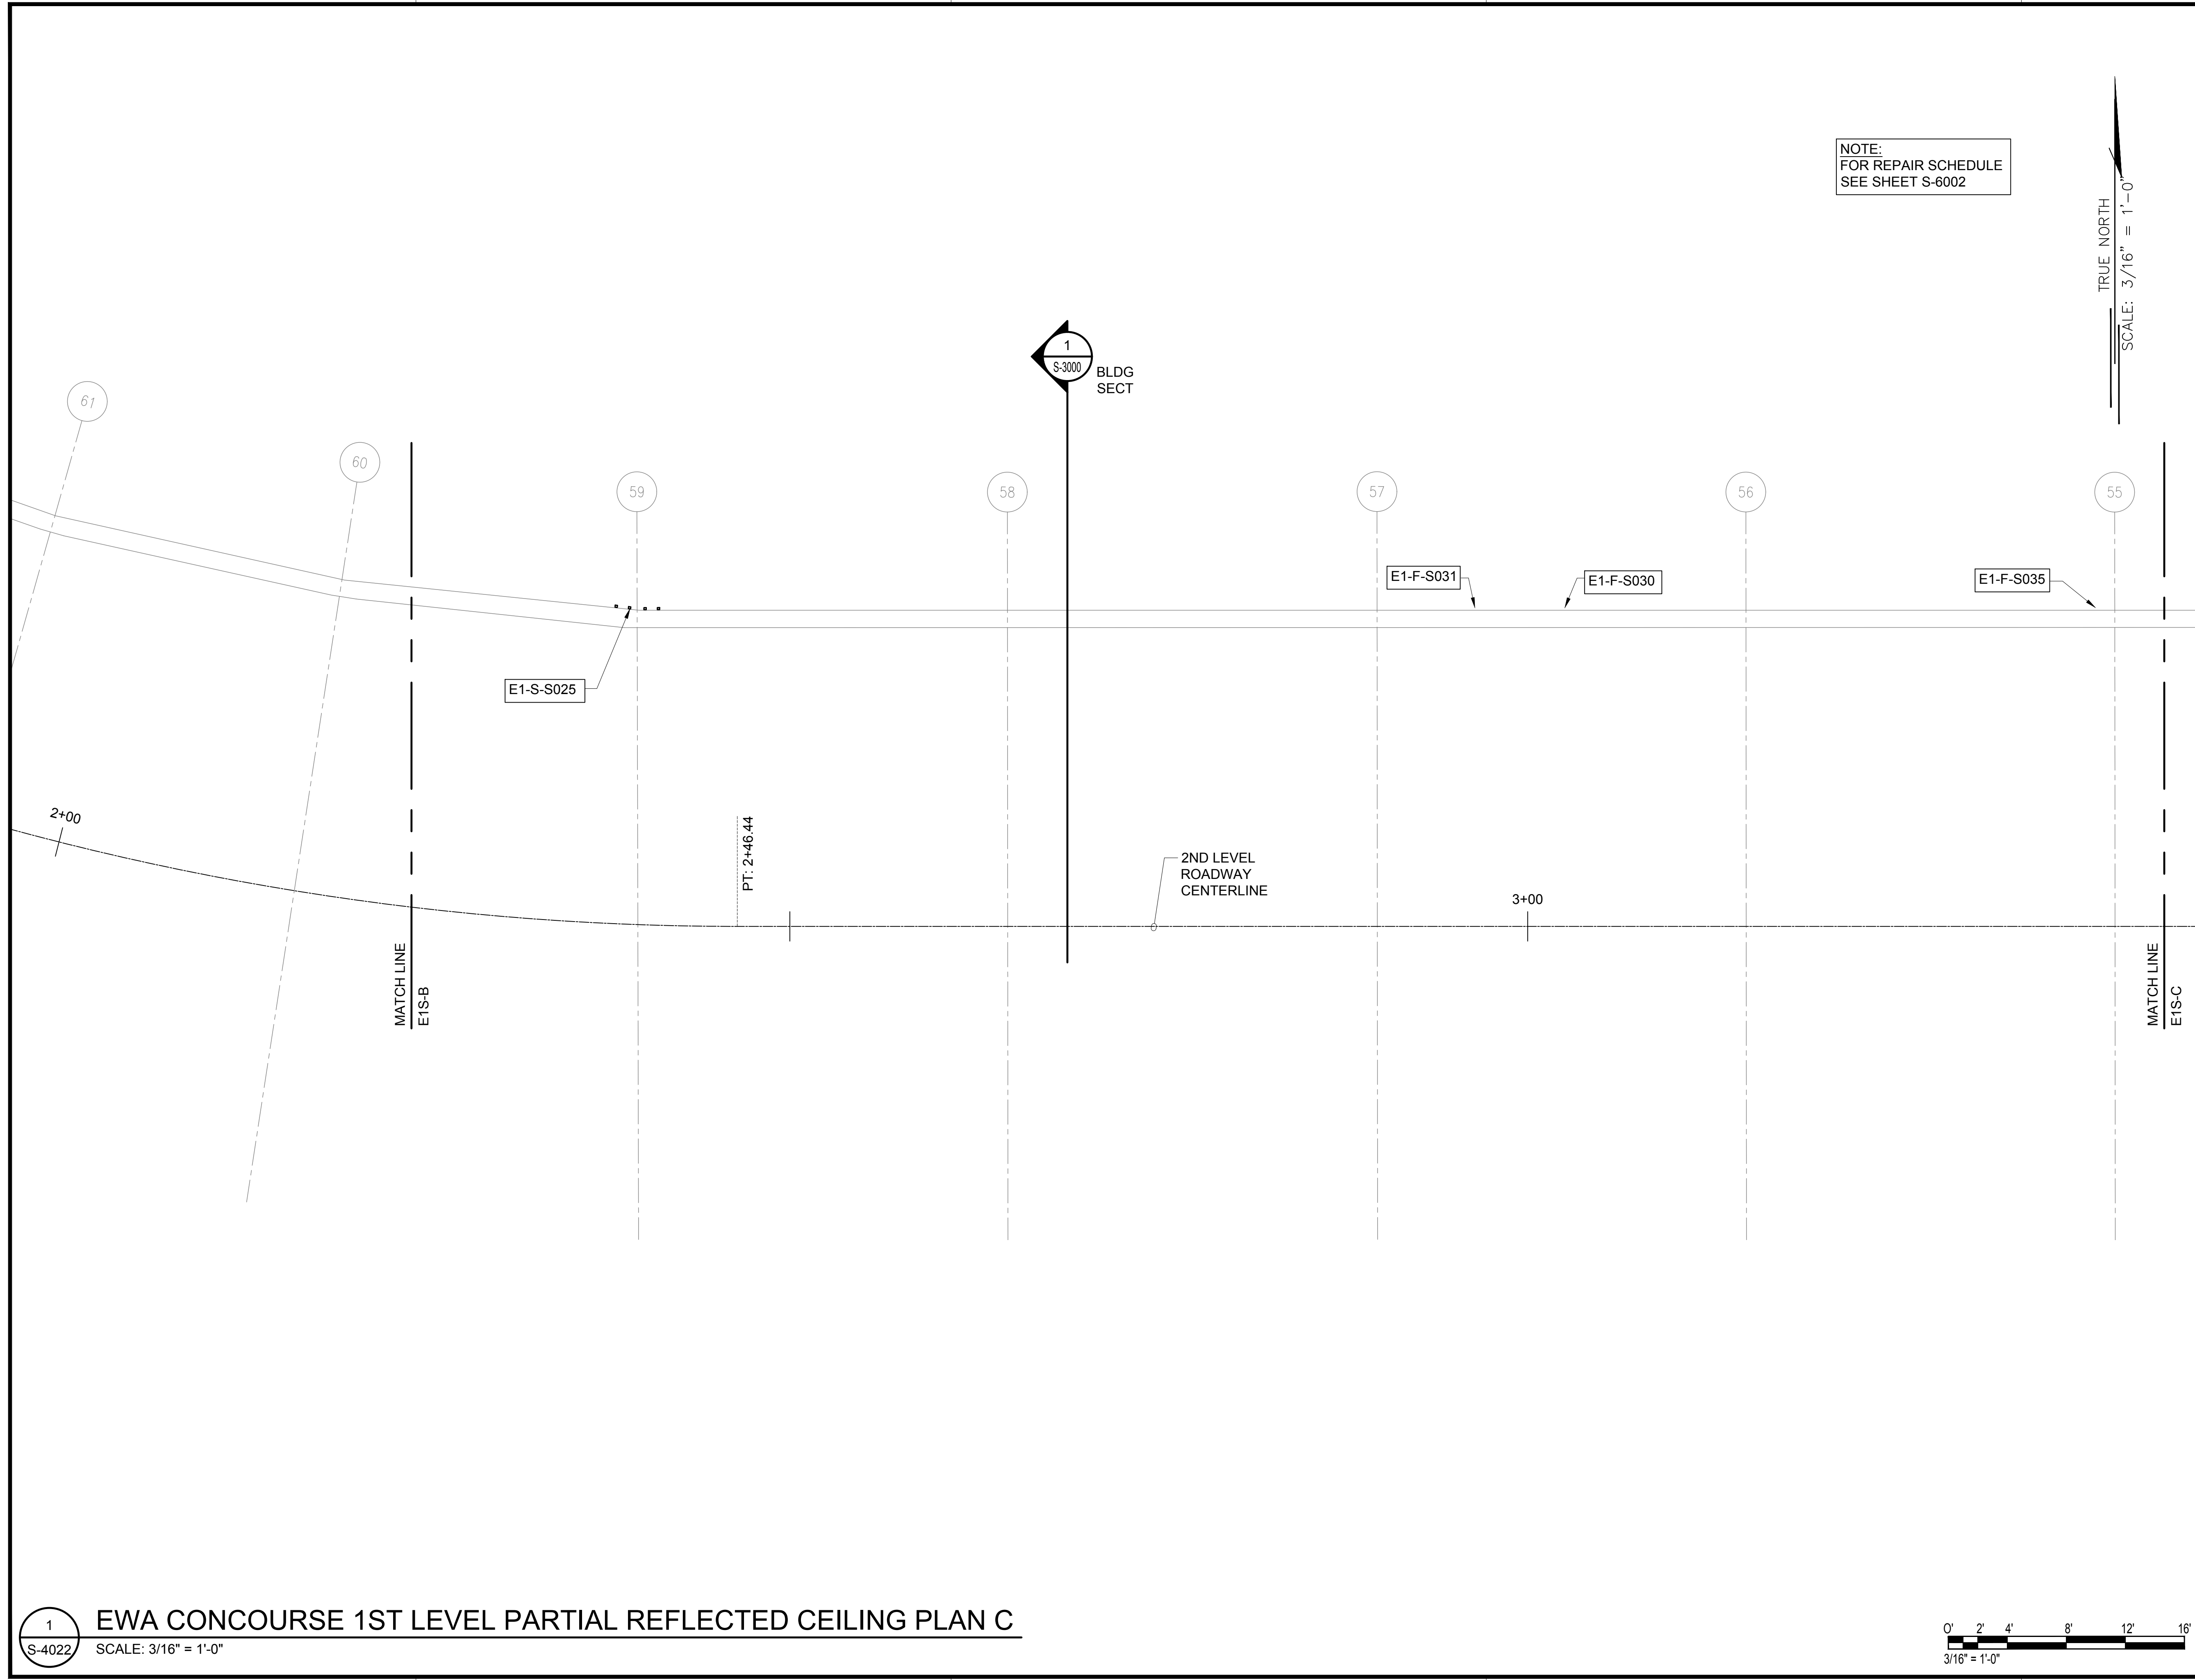 NOTE:
FOR REPAIR SCHEDULE
SEE SHEET S-6002
TRUE NORTH
SCALE: 3/16" = 1'-0"
1
S-3000
BLDG
SECT
61
60
59
58
57
56
55
E1-F-S031
E1-F-S030
E1-F-S035
E1-S-S025
2+00
PT: 2+46.44
2ND LEVEL
ROADWAY
CENTERLINE
3+00
MATCH LINE
E1S-B
MATCH LINE
E1S-C
1
S-4022
EWA CONCOURSE 1ST LEVEL PARTIAL REFLECTED CEILING PLAN C
SCALE: 3/16" = 1'-0"
0' 2' 4' 8' 12' 16'
3/16" = 1'-0"